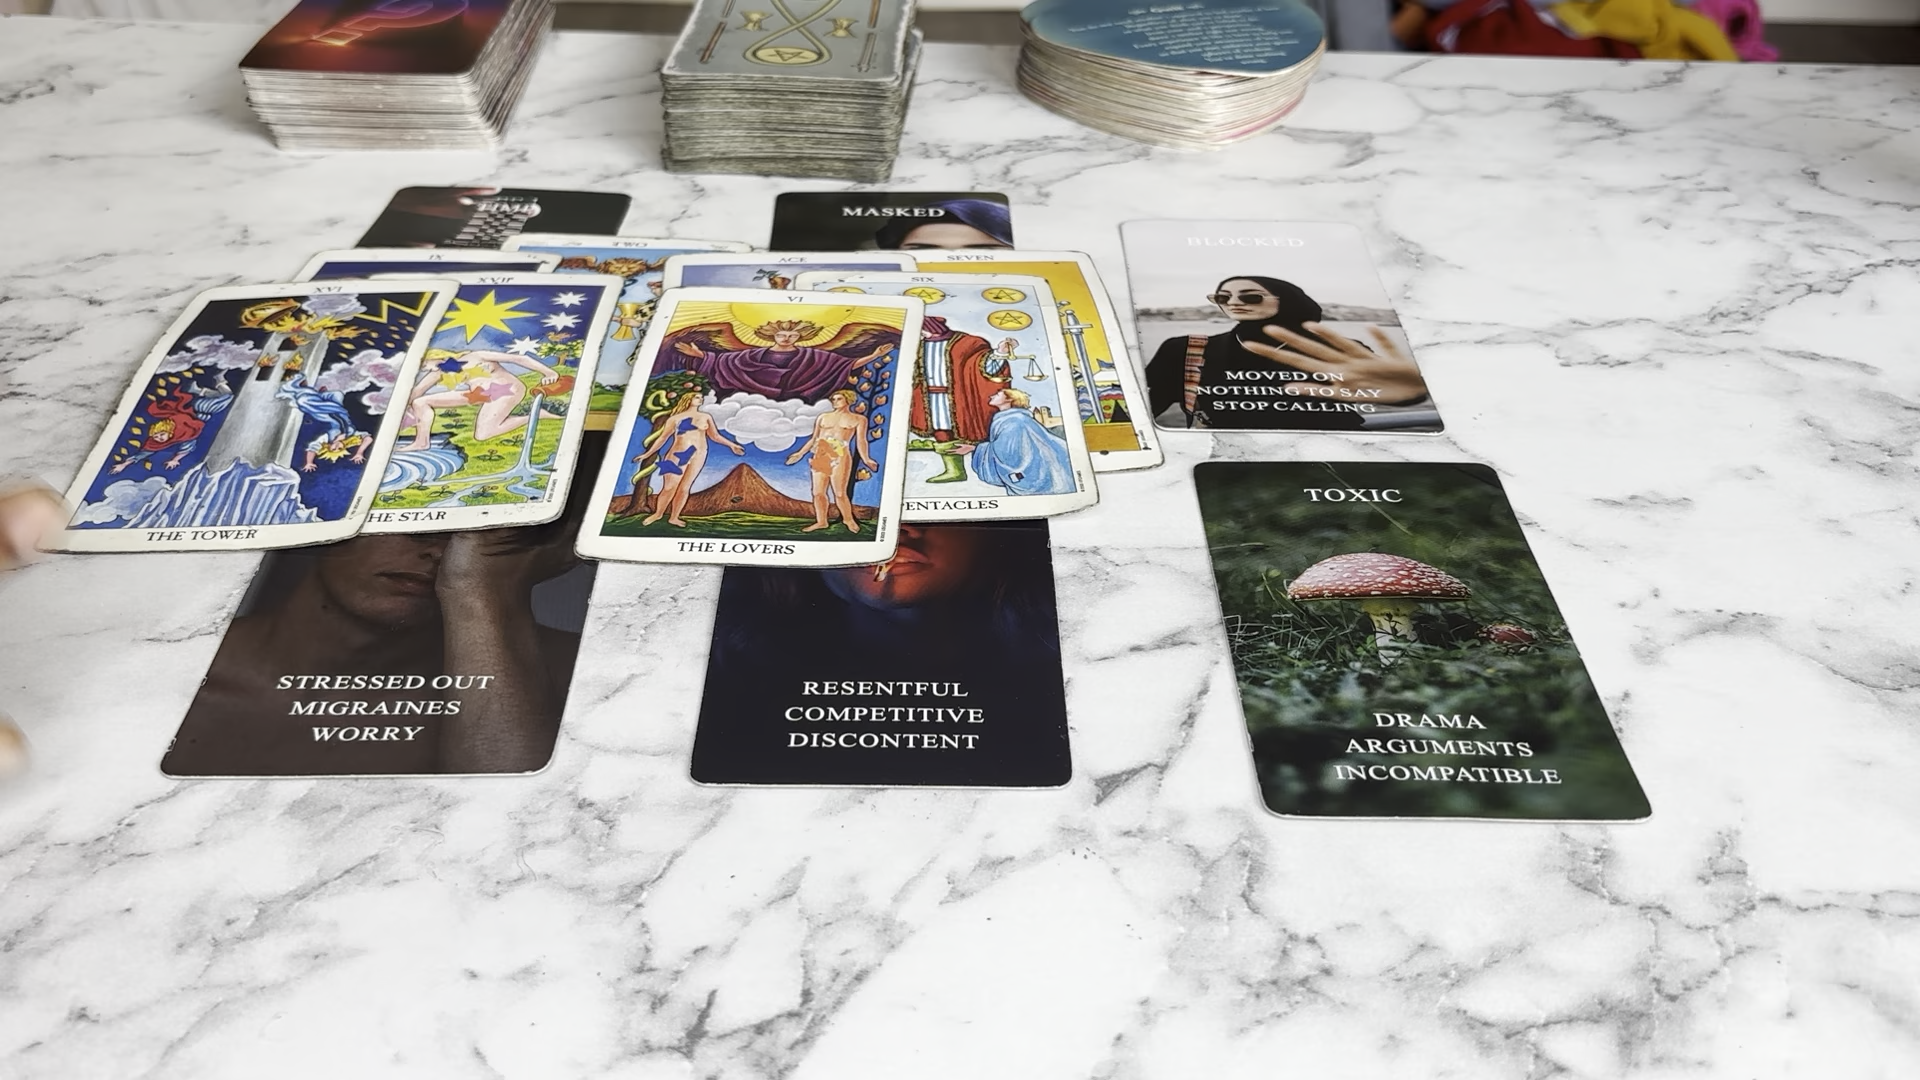 MASKED
BLOCKED
TWO
IX
ACE
SEVEN
XVI
XVII
VI
SIX
MOVED ON
NOTHING TO SAY
STOP CALLING
TOXIC
PENTACLES
HE STAR
THE TOWER
THE LOVERS
STRESSED OUT
MIGRAINES
WORRY
RESENTFUL
COMPETITIVE
DISCONTENT
DRAMA
ARGUMENTS
INCOMPATIBLE